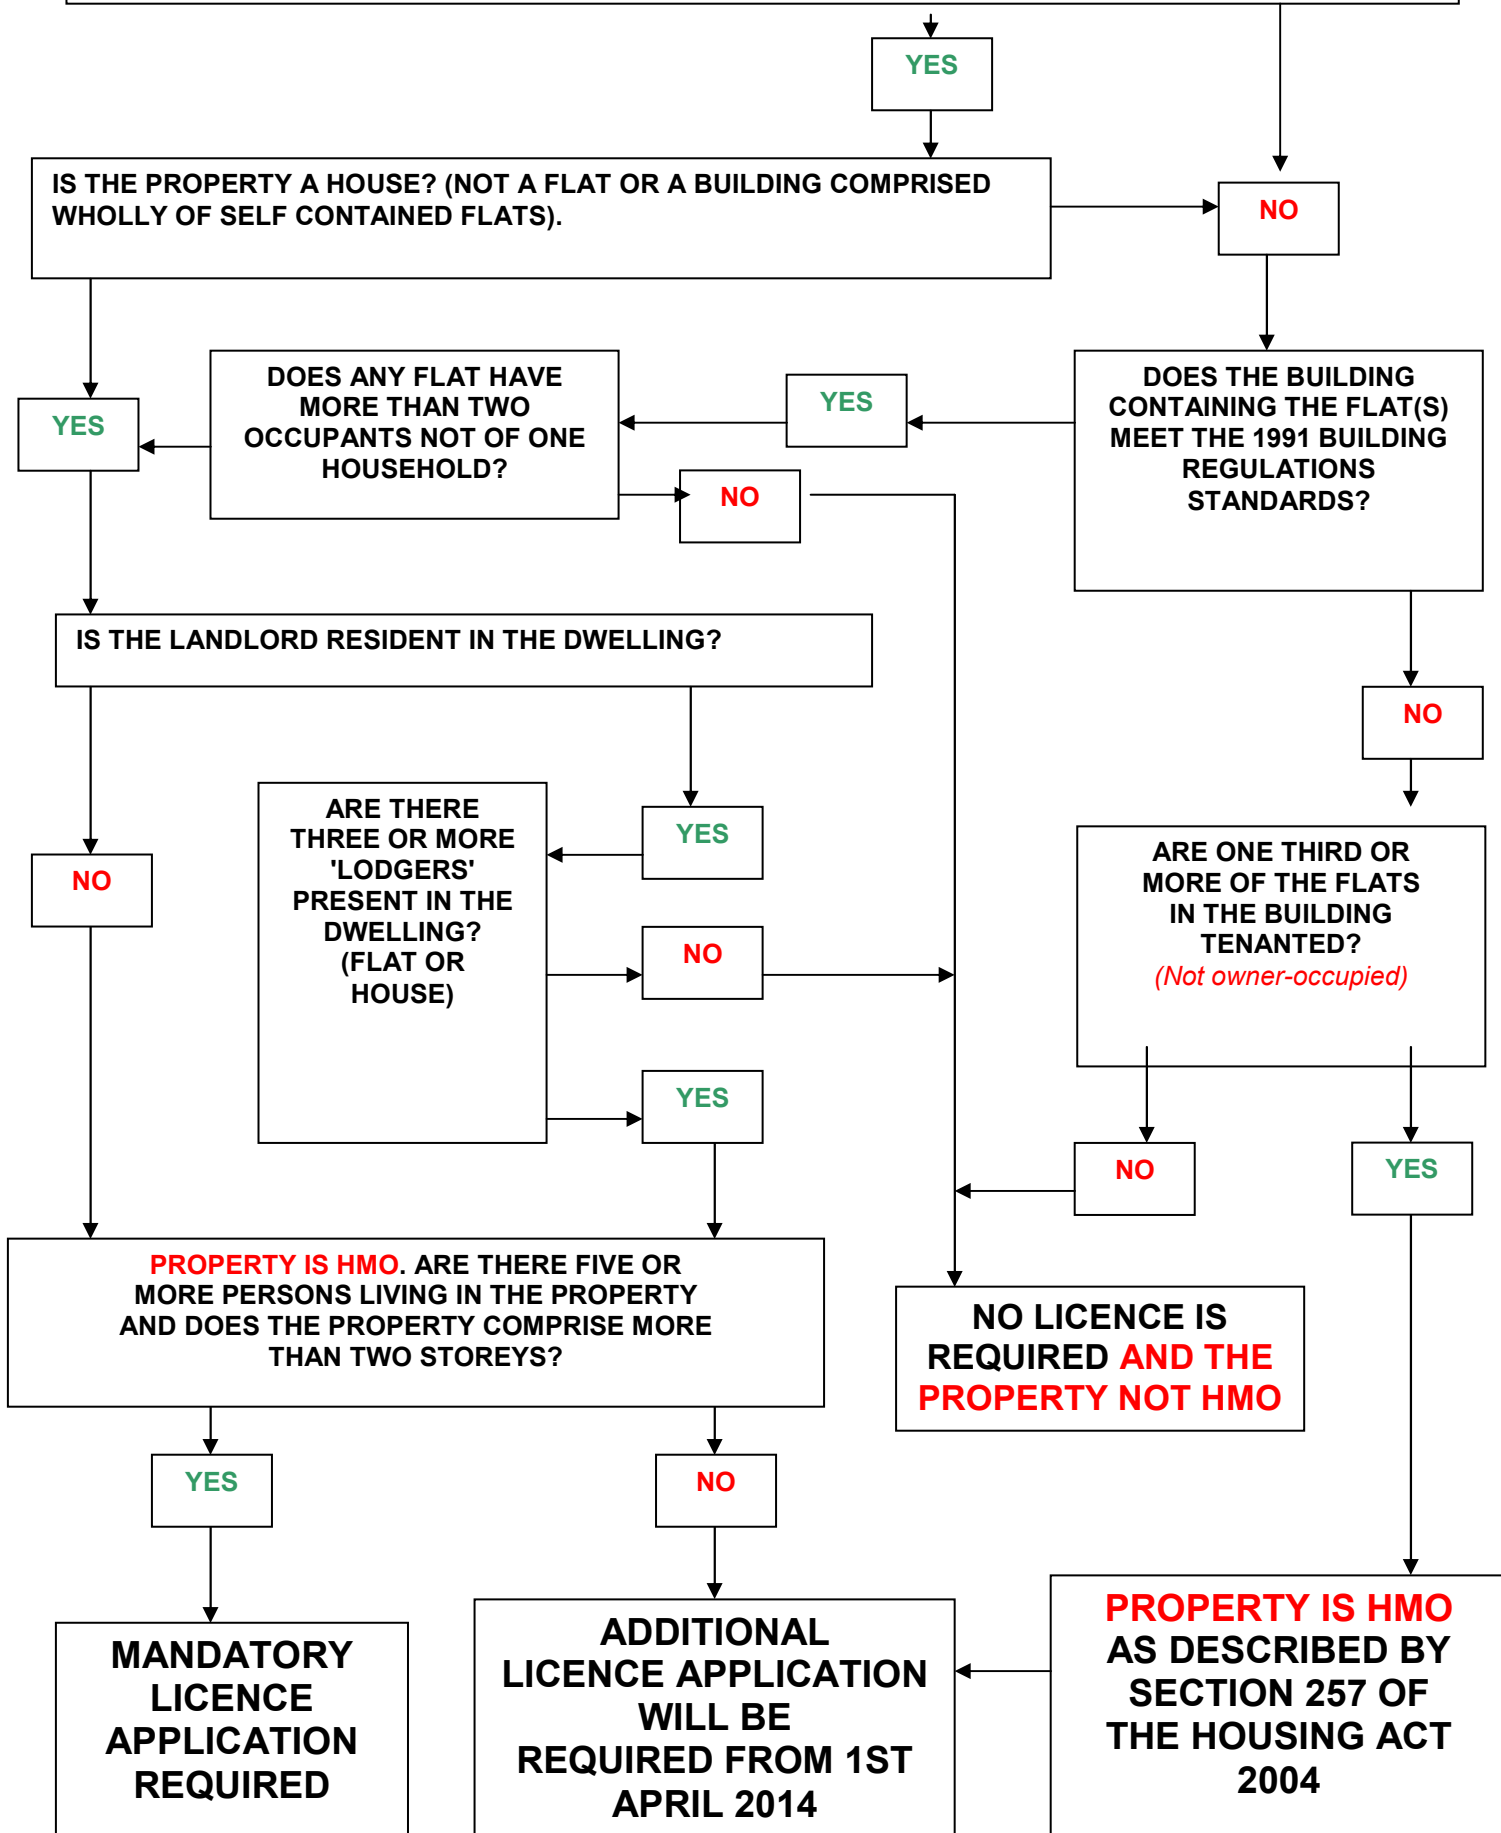 YES
IS THE PROPERTY A HOUSE? (NOT A FLAT OR A BUILDING COMPRISED
WHOLLY OF SELF CONTAINED FLATS).
NO
YES
DOES ANY FLAT HAVE
MORE THAN TWO
OCCUPANTS NOT OF ONE
HOUSEHOLD?
YES
DOES THE BUILDING
CONTAINING THE FLAT(S)
MEET THE 1991 BUILDING
REGULATIONS
STANDARDS?
NO
IS THE LANDLORD RESIDENT IN THE DWELLING?
NO
NO
ARE THERE
THREE OR MORE
'LODGERS'
PRESENT IN THE
DWELLING?
(FLAT OR
HOUSE)
YES
NO
YES
ARE ONE THIRD OR
MORE OF THE FLATS
IN THE BUILDING
TENANTED?
(Not owner-occupied)
NO
YES
PROPERTY IS HMO. ARE THERE FIVE OR
MORE PERSONS LIVING IN THE PROPERTY
AND DOES THE PROPERTY COMPRISE MORE
THAN TWO STOREYS?
NO LICENCE IS
REQUIRED AND THE
PROPERTY NOT HMO
YES
NO
MANDATORY
LICENCE
APPLICATION
REQUIRED
ADDITIONAL
LICENCE APPLICATION
WILL BE
REQUIRED FROM 1ST
APRIL 2014
PROPERTY IS HMO
AS DESCRIBED BY
SECTION 257 OF
THE HOUSING ACT
2004